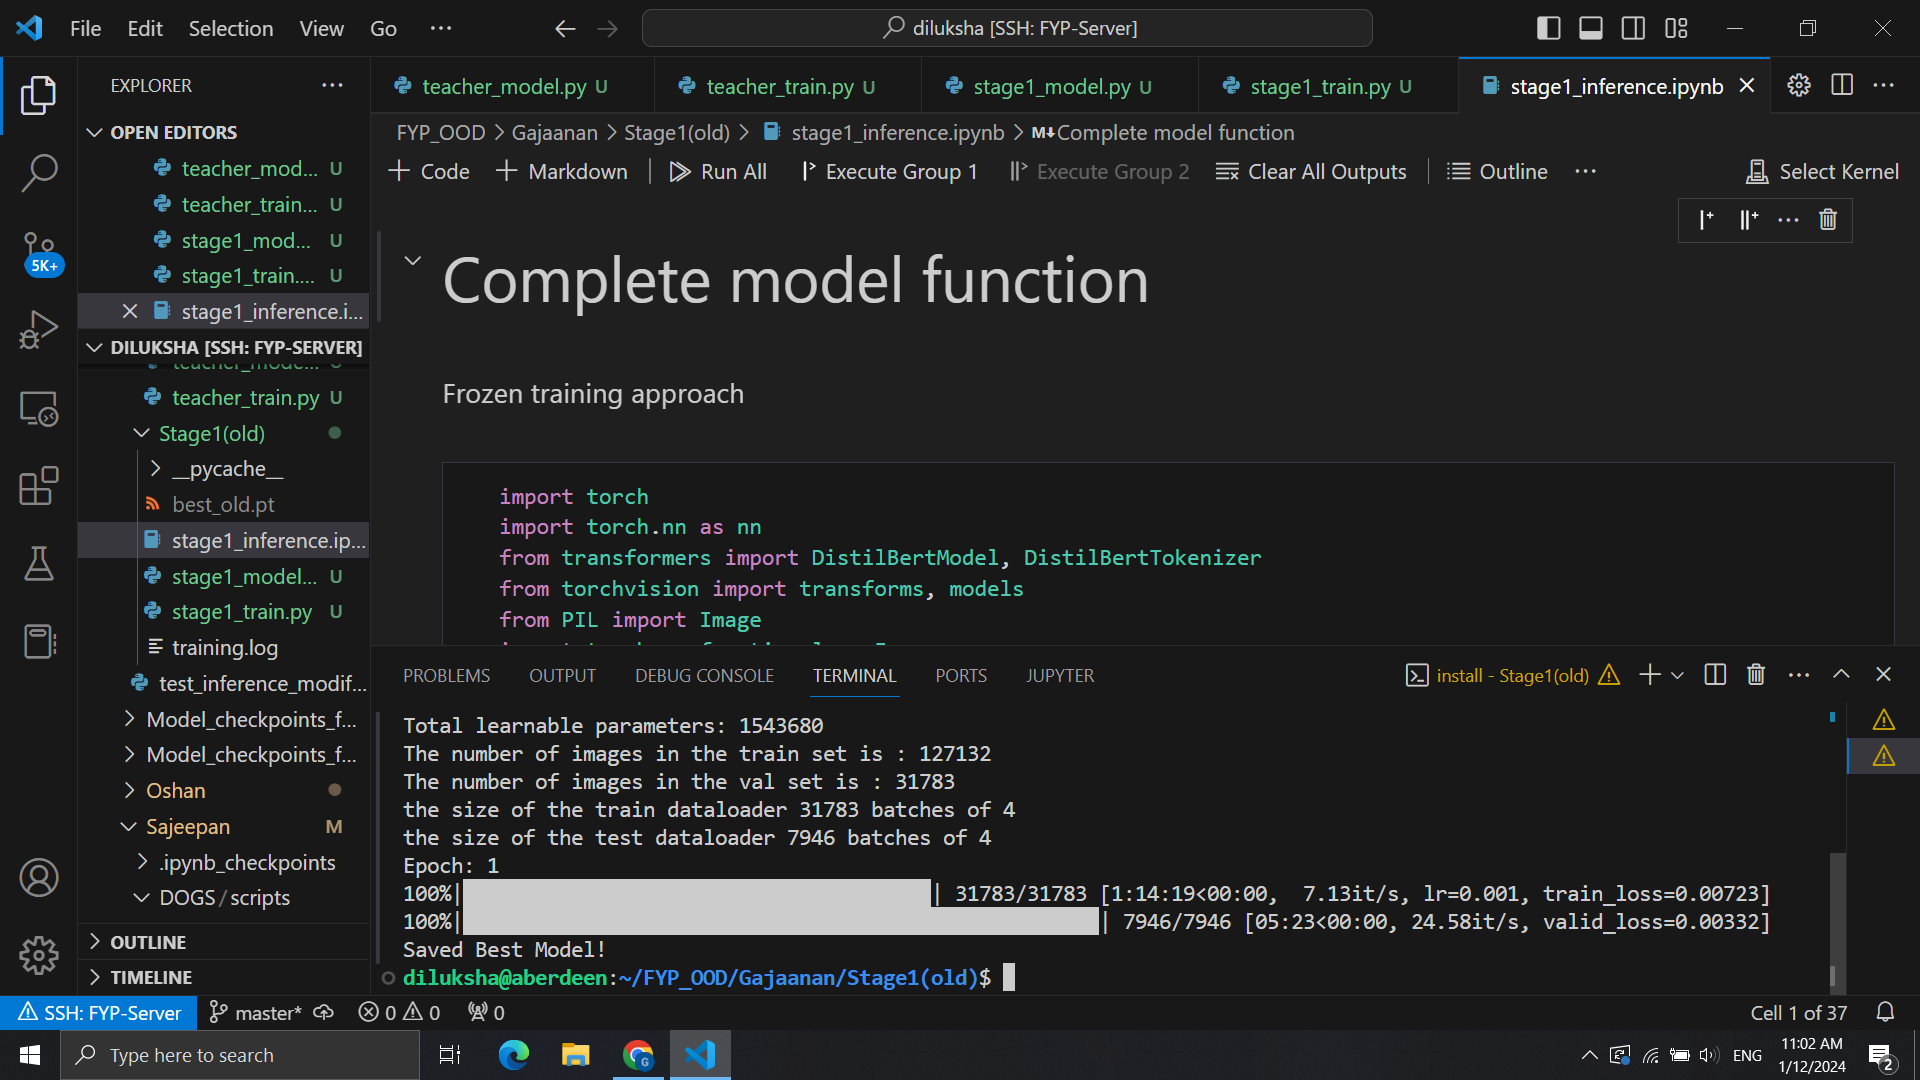 File Edit Selection View Go ··· diluksha [SSH: FYP-Server]
EXPLORER ···
teacher_model.py U teacher_train.py U stage1_model.py U stage1_train.py U stage1_inference.ipynb
OPEN EDITORS
teacher_mod... U
teacher_train... U
stage1_mod... U
stage1_train.... U
stage1_inference.i...
DILUKSHA [SSH: FYP-SERVER]
teacher_train.py U
Stage1(old)
__pycache__
best_old.pt
stage1_inference.ip...
stage1_model... U
stage1_train.py U
training.log
test_inference_modif...
Model_checkpoints_f...
Model_checkpoints_f...
Oshan
Sajeepan M
.ipynb_checkpoints
DOGS / scripts
OUTLINE
TIMELINE
5K+
FYP_OOD > Gajaanan > Stage1(old) > stage1_inference.ipynb > M↓Complete model function
+ Code + Markdown | Run All Execute Group 1 Execute Group 2 Clear All Outputs | Outline ··· Select Kernel
Complete model function
Frozen training approach
import torch
import torch.nn as nn
from transformers import DistilBertModel, DistilBertTokenizer
from torchvision import transforms, models
from PIL import Image
PROBLEMS OUTPUT DEBUG CONSOLE TERMINAL PORTS JUPYTER install - Stage1(old)
Total learnable parameters: 1543680
The number of images in the train set is : 127132
The number of images in the val set is : 31783
the size of the train dataloader 31783 batches of 4
the size of the test dataloader 7946 batches of 4
Epoch: 1
100%| | 31783/31783 [1:14:19<00:00, 7.13it/s, lr=0.001, train_loss=0.00723]
100%| | 7946/7946 [05:23<00:00, 24.58it/s, valid_loss=0.00332]
Saved Best Model!
diluksha@aberdeen:~/FYP_OOD/Gajaanan/Stage1(old)$
SSH: FYP-Server master* 0 0 0 Cell 1 of 37
Type here to search ENG 11:02 AM
1/12/2024 2